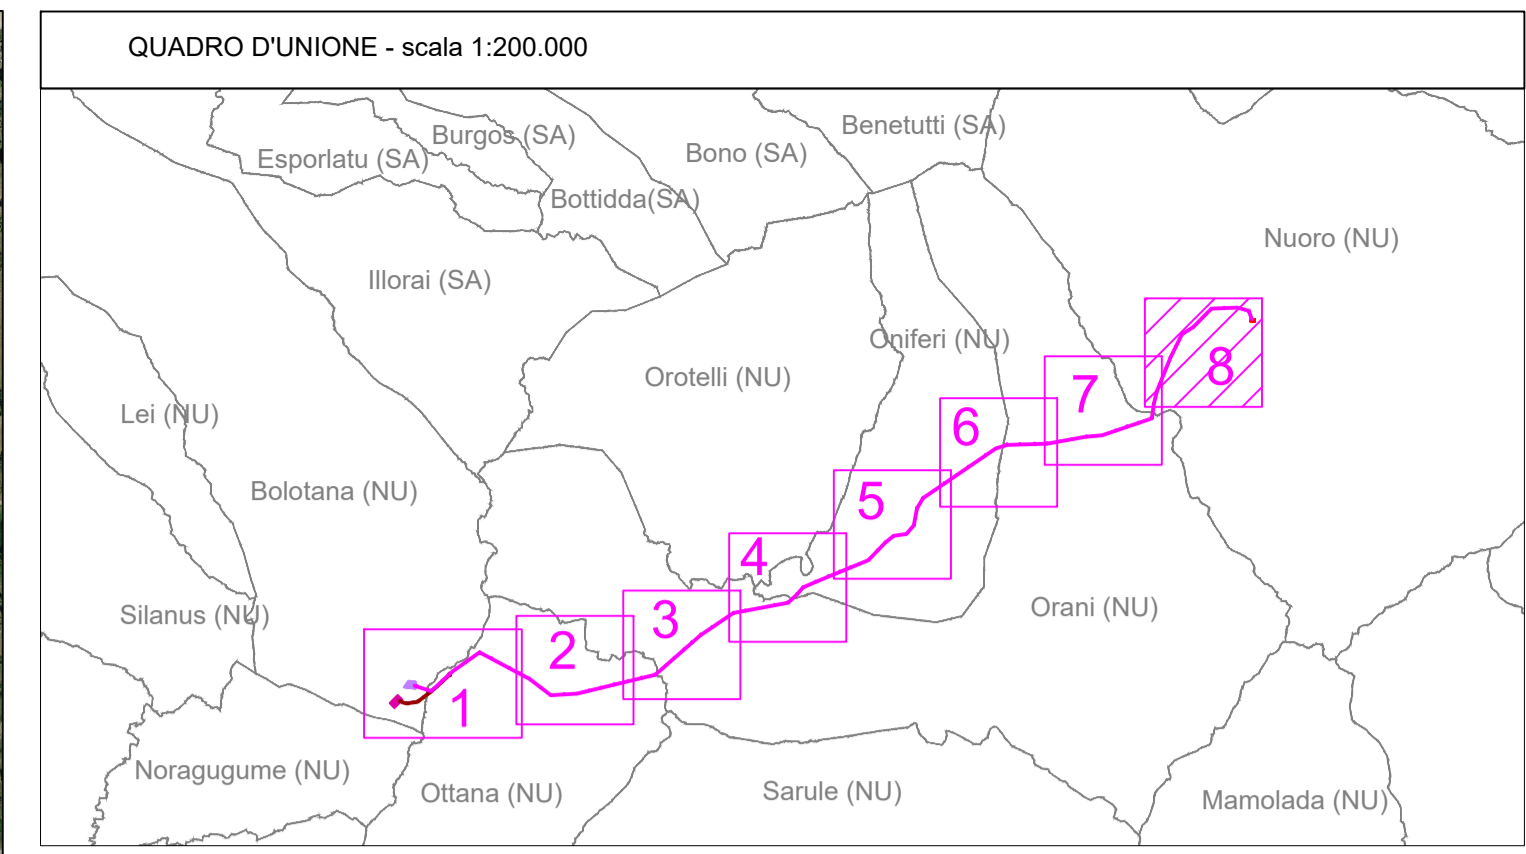 QUADRO D'UNIONE - scala 1:200.000
Benetutti (SA)
Burgos (SA)
Bono (SA)
Esporlatu (SA)
Bottidda(SA)
Nuoro (NU)
Illorai (SA)
Oniferi (NU)
8
Orotelli (NU)
7
Lei (NU)
6
Bolotana (NU)
5
4
Silanus (NU)
Orani (NU)
3
2
1
Noragugume (NU)
Ottana (NU)
Sarule (NU)
Mamolada (NU)